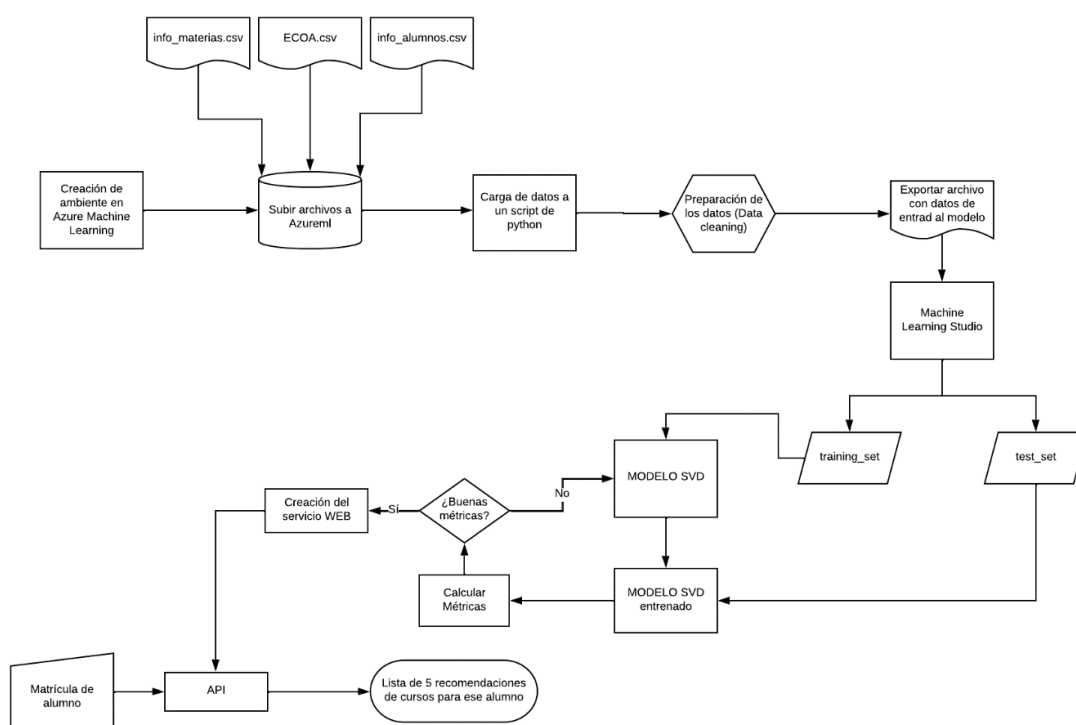 info_materias.csv
ECOA.csv
info_alumnos.csv
Creación de
ambiente en
Azure Machine
Learning
Subir archivos a
Azureml
Carga de datos a
un script de
python
Preparación de
los datos (Data
cleaning)
Exportar archivo
con datos de
entrad al modelo
Machine
Learning Studio
training_set
test_set
MODELO SVD
No
¿Buenas
métricas?
Sí
Creación del
servicio WEB
Calcular
Métricas
MODELO SVD
entrenado
Matrícula de
alumno
API
Lista de 5 recomendaciones
de cursos para ese alumno